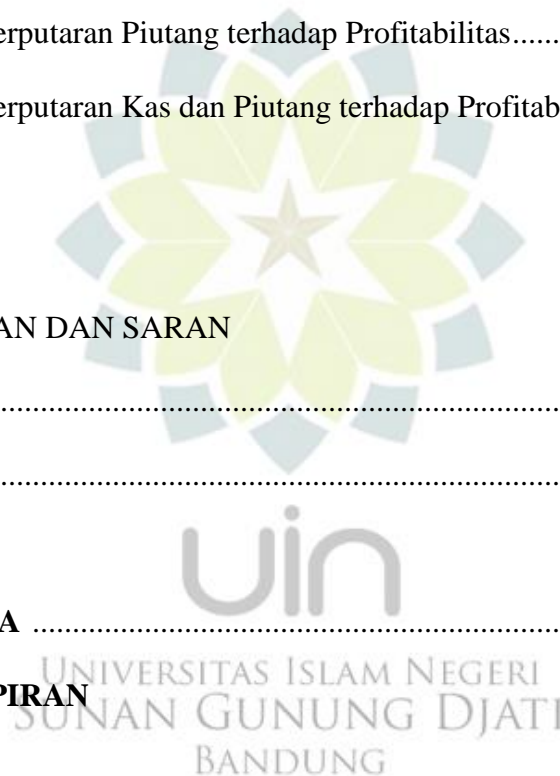 erputaran Piutang terhadap Profitabilitas......
erputaran Kas dan Piutang terhadap Profitab
AN DAN SARAN
................................................................................
................................................................................
uin
A ................................................................................
UNIVERSITAS ISLAM NEGERI
PIRAN
SUNAN GUNUNG DJATI
BANDUNG